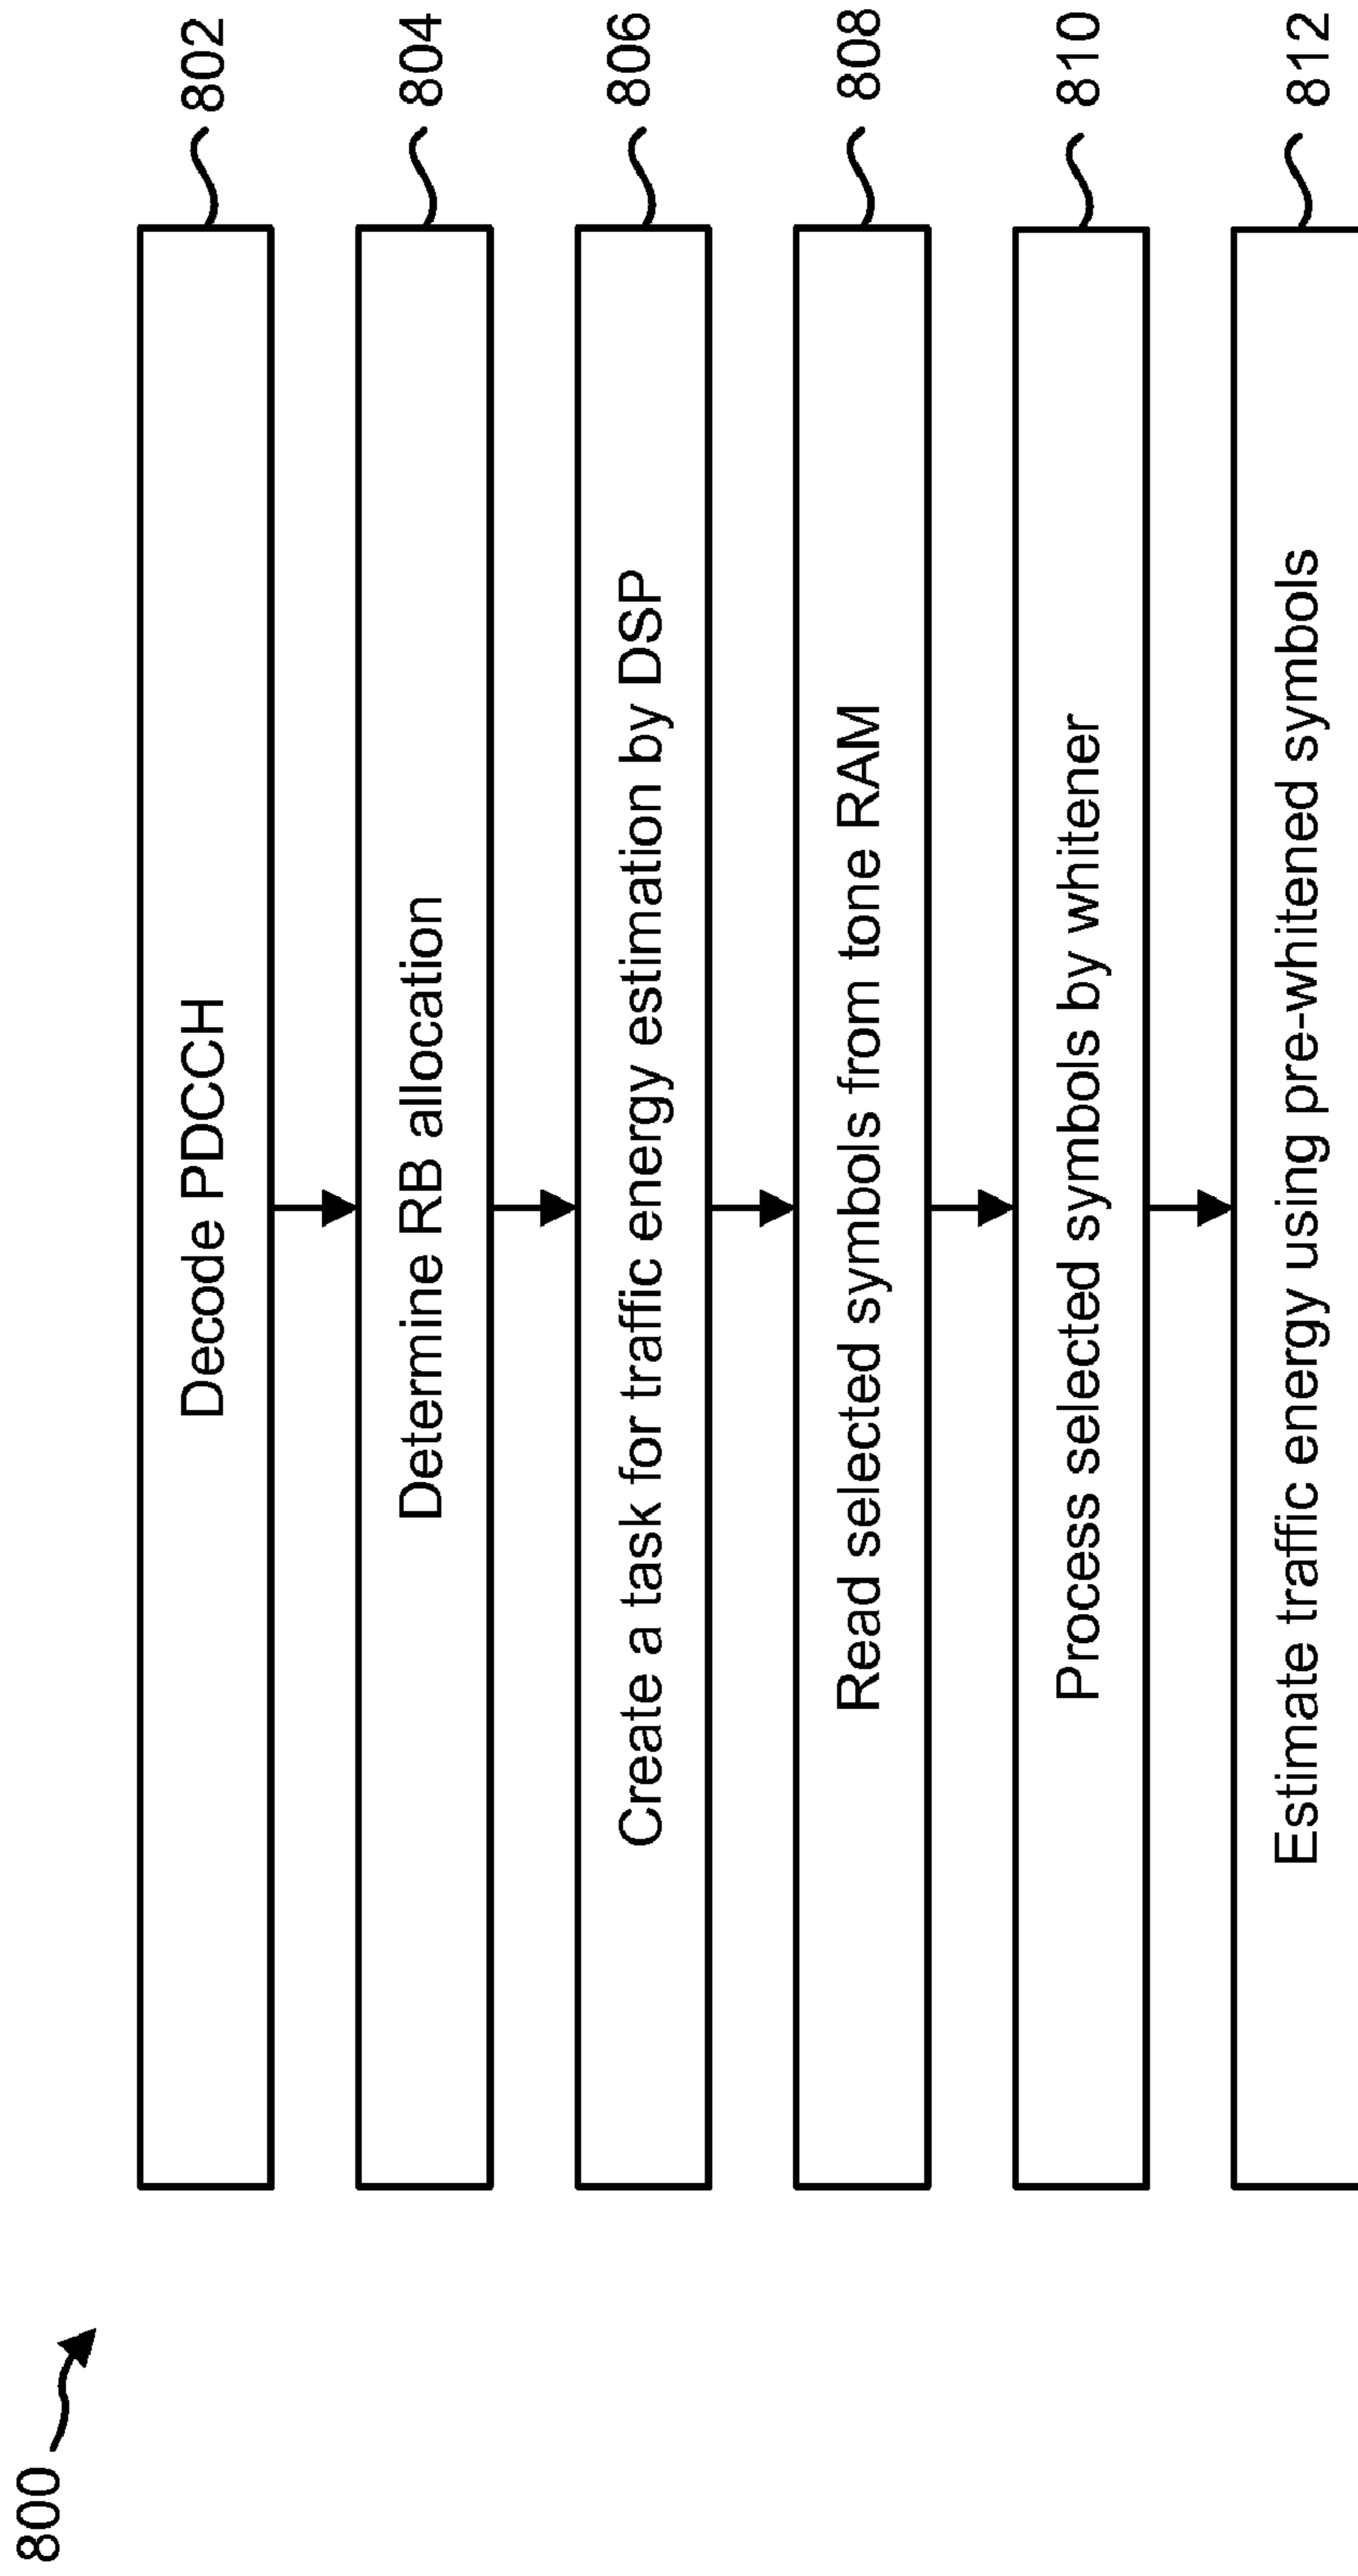 800
Decode PDCCH
802
Determine RB allocation
804
Create a task for traffic energy estimation by DSP
806
Read selected symbols from tone RAM
808
Process selected symbols by whitener
810
Estimate traffic energy using pre-whitened symbols
812